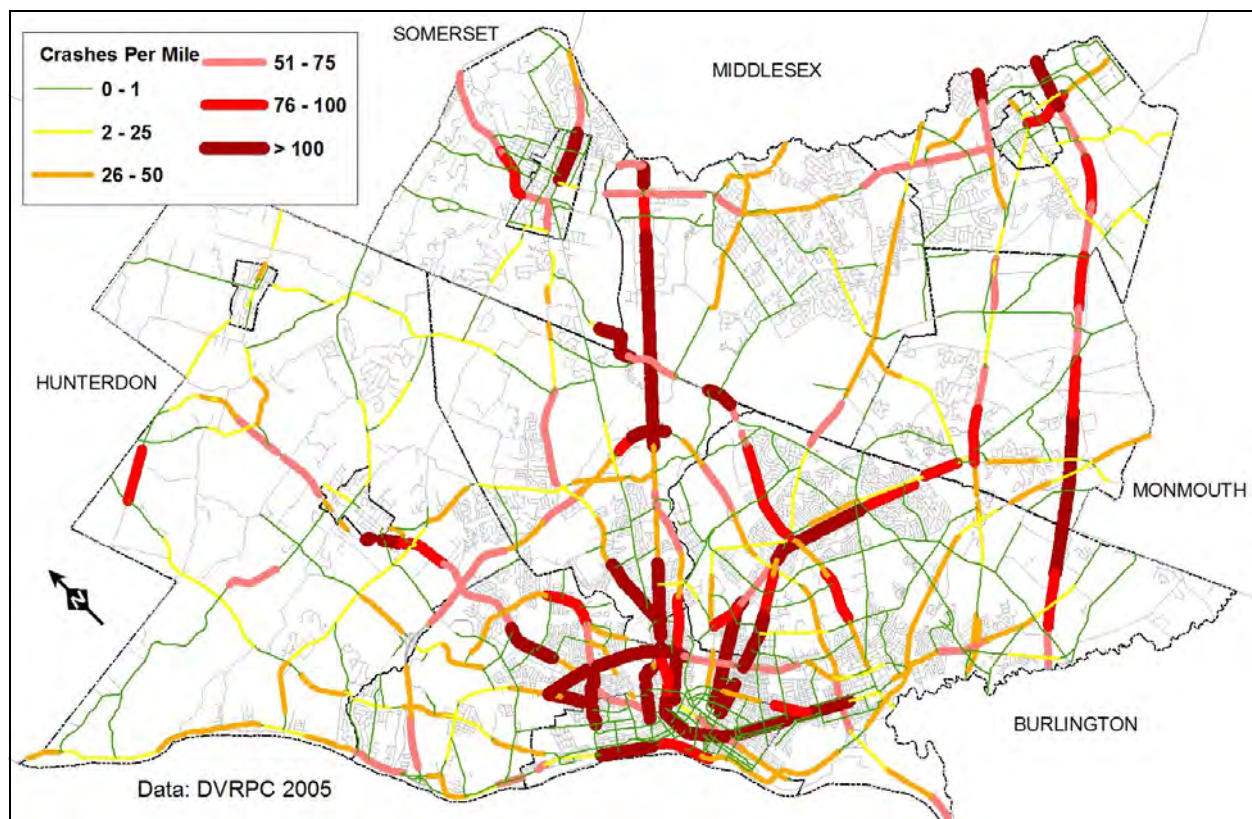 SOMERSET
MIDDLESEX
Crashes Per Mile
0 - 1
2 - 25
26 - 50
51 - 75
76 - 100
> 100
HUNTERDON
MONMOUTH
N
BURLINGTON
Data: DVRPC 2005